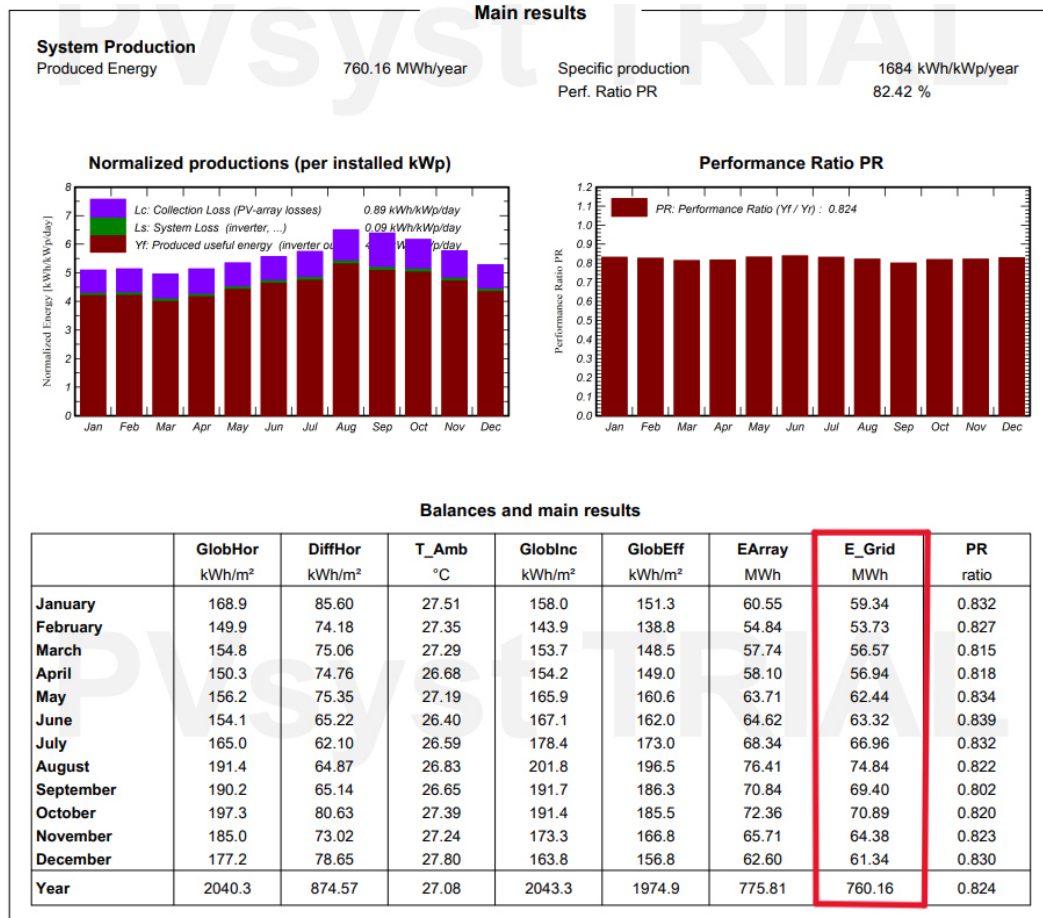 Main results
PVsyst TRIAL
System Production
Produced Energy 760.16 MWh/year Specific production 1684 kWh/kWp/year
Perf. Ratio PR 82.42 %
Normalized productions (per installed kWp)
8
7
6
5
4
3
2
1
0
Normalized Energy [kWh/kWp/day]
Lc: Collection Loss (PV-array losses) 0.89 kWh/kWp/day
Ls: System Loss (inverter, ...) 0.09 kWh/kWp/day
Yf: Produced useful energy (inverter ou
Jan Feb Mar Apr May Jun Jul Aug Sep Oct Nov Dec
Performance Ratio PR
1.2
1.1
1.0
0.9
0.8
0.7
0.6
0.5
0.4
0.3
0.2
0.1
0.0
Performance Ratio PR
PR: Performance Ratio (Yf / Yr) : 0.824
Jan Feb Mar Apr May Jun Jul Aug Sep Oct Nov Dec
Balances and main results
GlobHor DiffHor T_Amb GlobInc GlobEff EArray E_Grid PR
kWh/m² kWh/m² °C kWh/m² kWh/m² MWh MWh ratio
January 168.9 85.60 27.51 158.0 151.3 60.55 59.34 0.832
February 149.9 74.18 27.35 143.9 138.8 54.84 53.73 0.827
March 154.8 75.06 27.29 153.7 148.5 57.74 56.57 0.815
April 150.3 74.76 26.68 154.2 149.0 58.10 56.94 0.818
May 156.2 75.35 27.19 165.9 160.6 63.71 62.44 0.834
June 154.1 65.22 26.40 167.1 162.0 64.62 63.32 0.839
July 165.0 62.10 26.59 178.4 173.0 68.34 66.96 0.832
August 191.4 64.87 26.83 201.8 196.5 76.41 74.84 0.822
September 190.2 65.14 26.65 191.7 186.3 70.84 69.40 0.802
October 197.3 80.63 27.39 191.4 185.5 72.36 70.89 0.820
November 185.0 73.02 27.24 173.3 166.8 65.71 64.38 0.823
December 177.2 78.65 27.80 163.8 156.8 62.60 61.34 0.830
Year 2040.3 874.57 27.08 2043.3 1974.9 775.81 760.16 0.824
PVsyst TRIAL